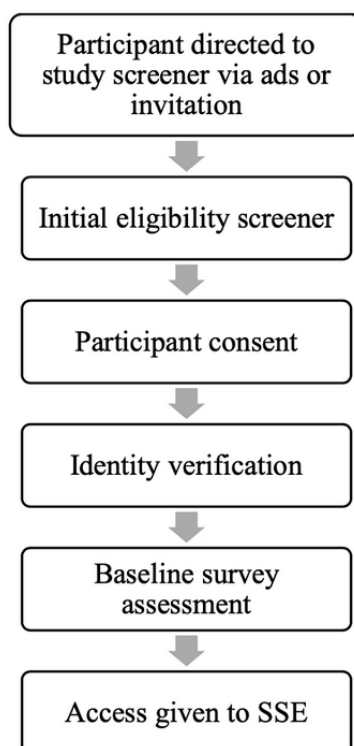 Participant directed to
study screener via ads or
invitation
Initial eligibility screener
Participant consent
Identity verification
Baseline survey
assessment
Access given to SSE